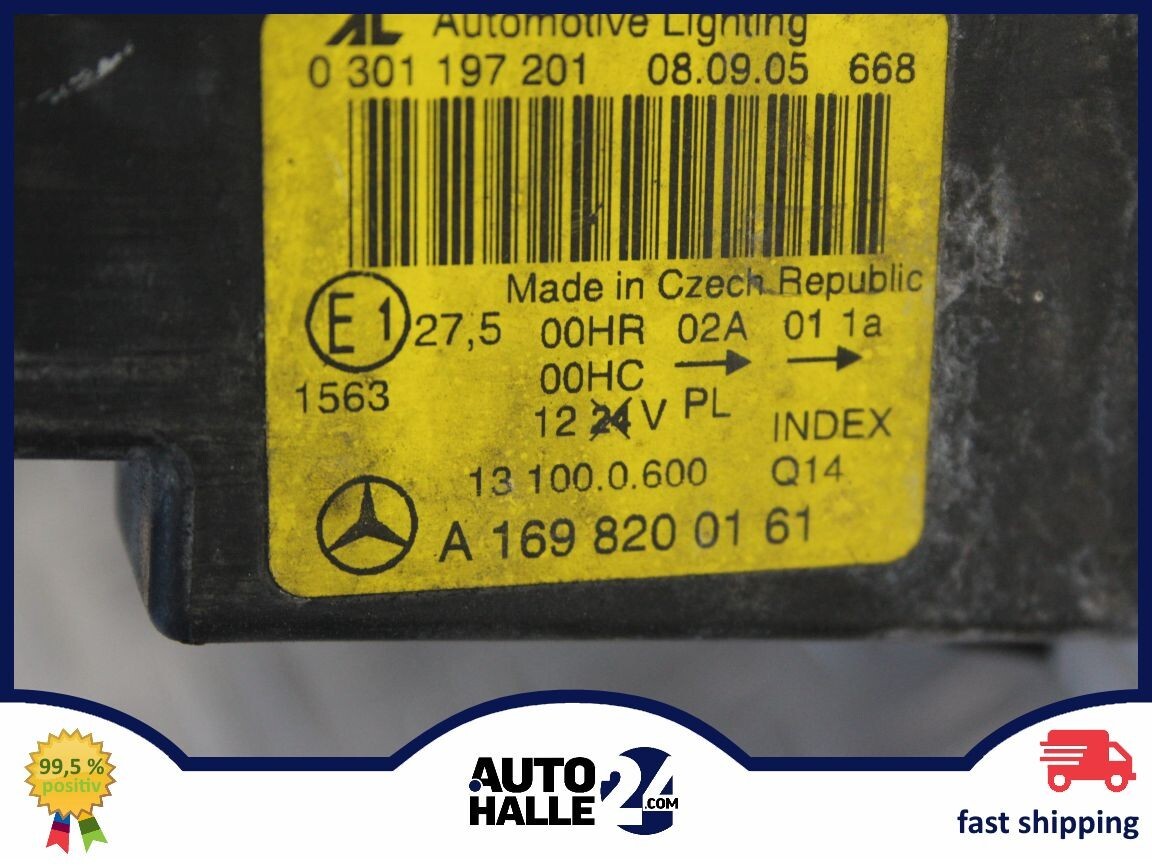 AL Automotive Lighting
0 301 197 201 08.09.05 668
Made in Czech Republic
E1 27,5 00HR 02A 01 1a
00HC
1563
12 24 V PL
INDEX
13 100.0.600 Q14
A 169 820 01 61
99,5 %
positiv
AUTO
HALLE 24 .COM
fast shipping